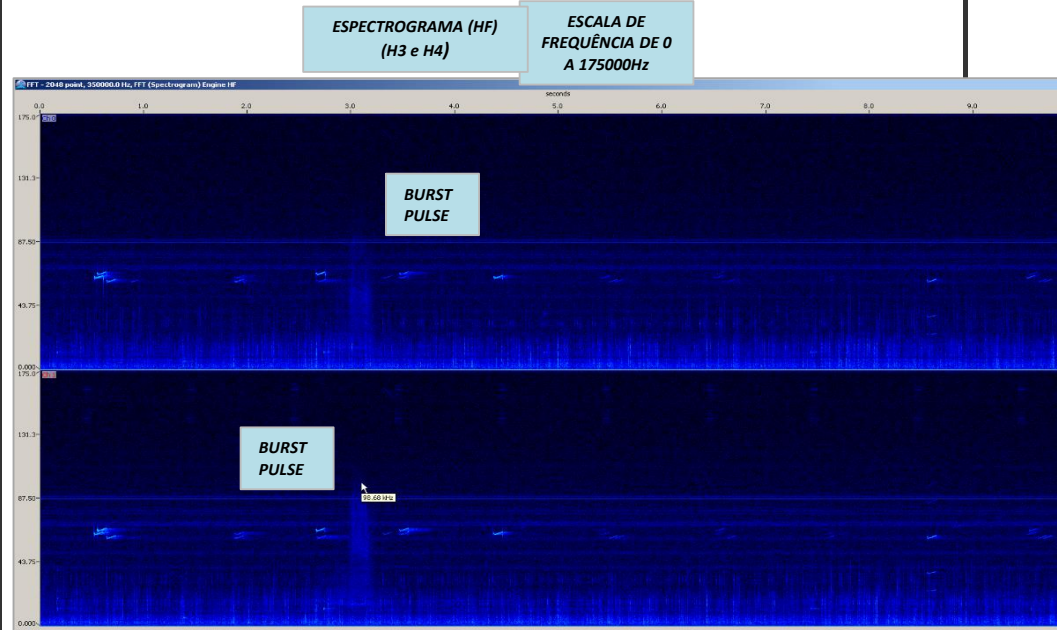 ESPECTROGRAMA (HF)
(H3 e H4)
ESCALA DE
FREQUÊNCIA DE 0
A 175000Hz
FFT - 2048 point, 350000.0 Hz, FFT (Spectrogram) Engine HF
seconds
0.0 1.0 2.0 3.0 4.0 5.0 6.0 7.0 8.0 9.0
175.0
Ch 0
131.3
BURST
PULSE
87.50
43.75
0.000
175.0
131.3
BURST
PULSE
98.60 kHz
87.50
43.75
0.000